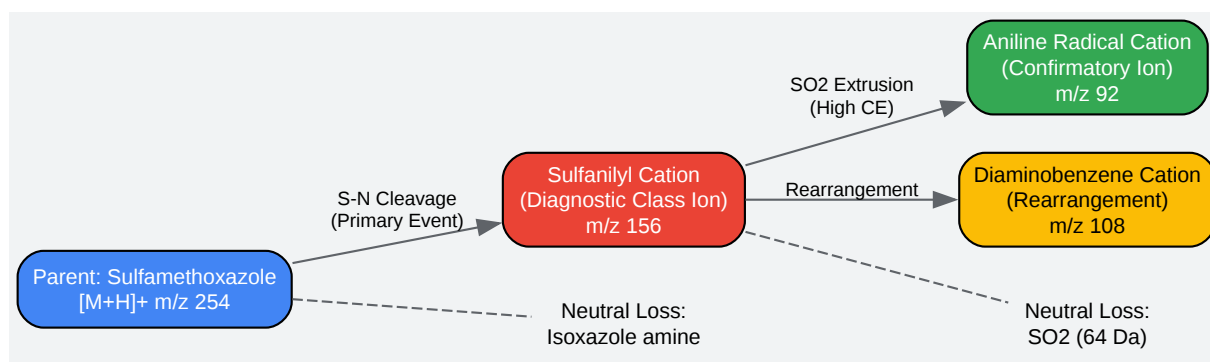 Aniline Radical Cation
(Confirmatory Ion)
m/z 92
SO2 Extrusion
(High CE)
Sulfanilyl Cation
(Diagnostic Class Ion)
m/z 156
Rearrangement
Diaminobenzene Cation
(Rearrangement)
m/z 108
S-N Cleavage
(Primary Event)
Parent: Sulfamethoxazole
[M+H]+ m/z 254
Neutral Loss:
Isoxazole amine
Neutral Loss:
SO2 (64 Da)